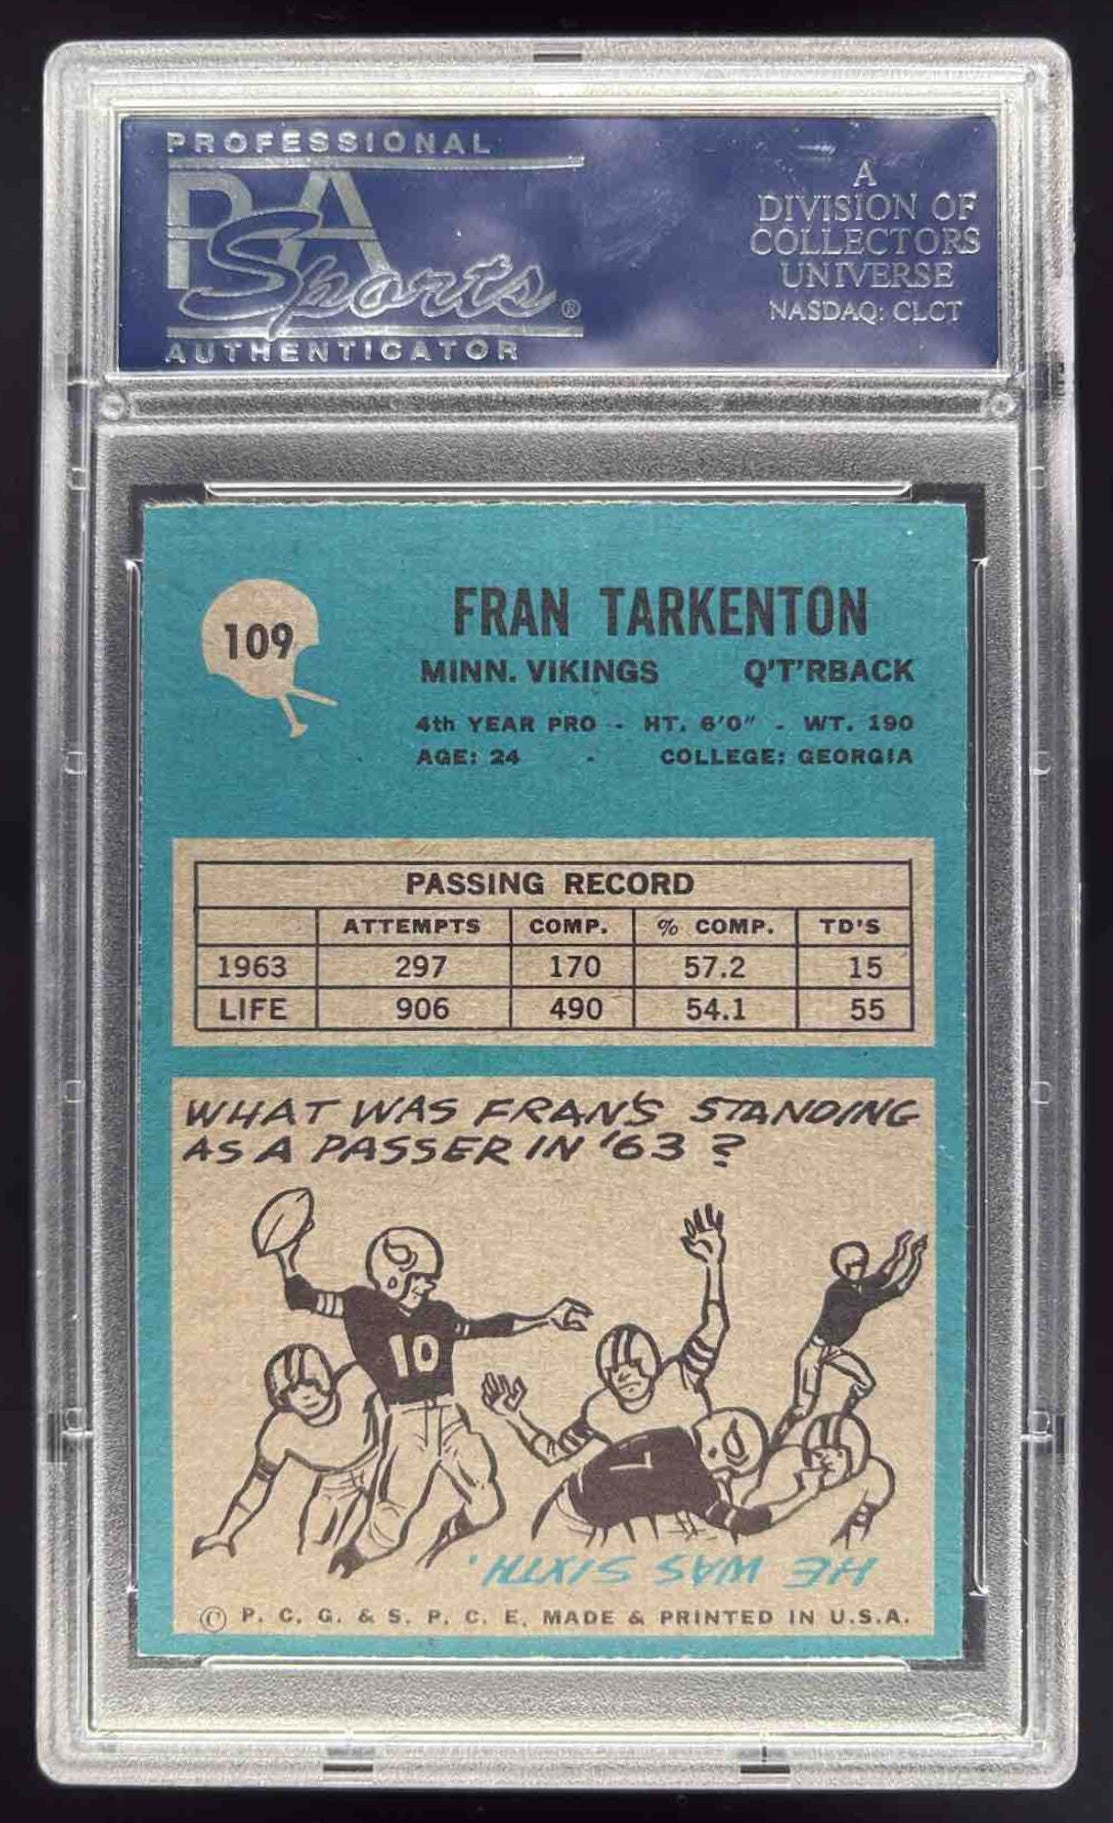 PROFESSIONAL
PSA
Sports®
AUTHENTICATOR
A
DIVISION OF
COLLECTORS
UNIVERSE
NASDAQ: CLCT
109
FRAN TARKENTON
MINN. VIKINGS Q'T'RBACK
4th YEAR PRO - HT. 6'0" - WT. 190
AGE: 24 - COLLEGE: GEORGIA
PASSING RECORD
ATTEMPTS COMP. % COMP. TD'S
1963 297 170 57.2 15
LIFE 906 490 54.1 55
WHAT WAS FRAN'S STANDING
AS A PASSER IN '63?
10
7
HE WAS SIXTH.
© P. C. G. & S. P. C. E. MADE & PRINTED IN U.S.A.